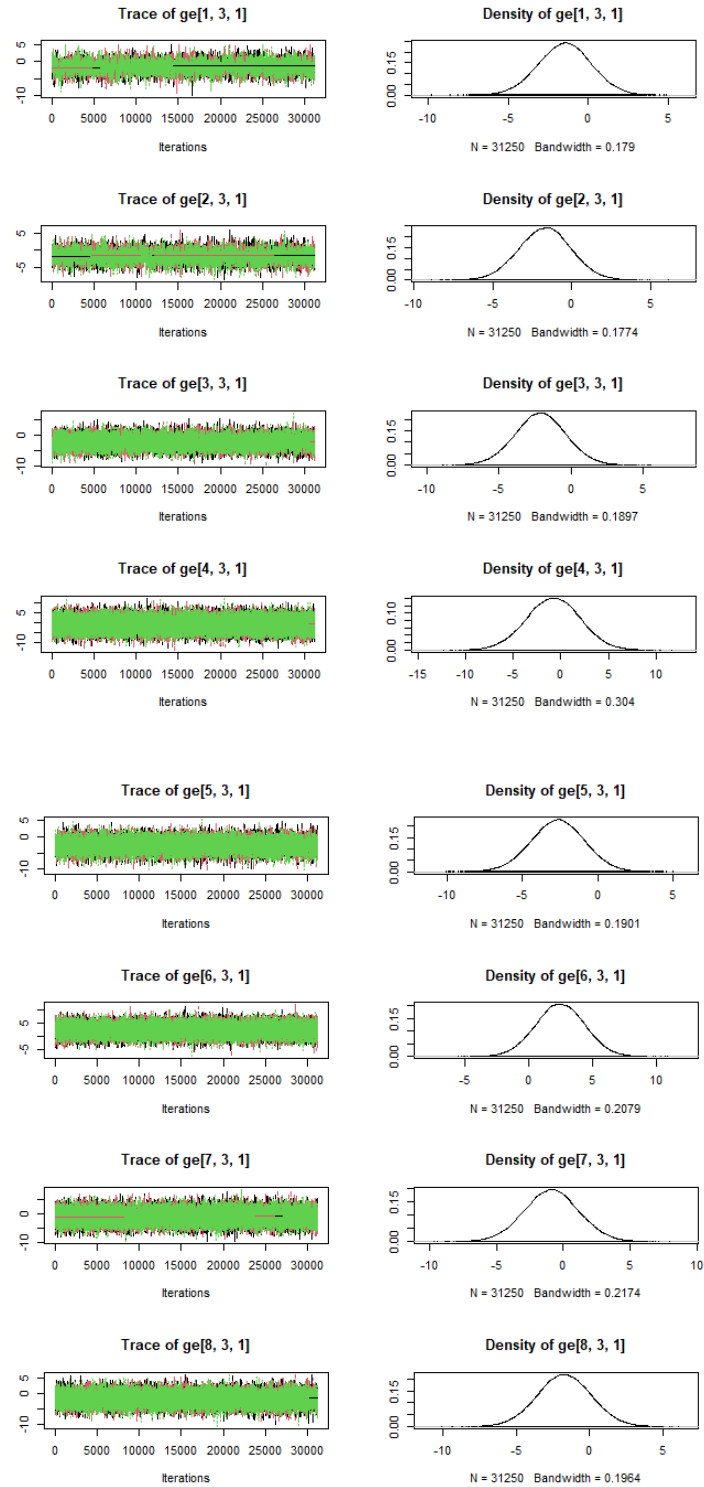 Trace of ge[1, 3, 1]
Density of ge[1, 3, 1]
-10 0 5
0 5000 10000 15000 20000 25000 30000
Iterations
0.00 0.15
-10 -5 0 5
N = 31250 Bandwidth = 0.179
Trace of ge[2, 3, 1]
Density of ge[2, 3, 1]
-5 5
0 5000 10000 15000 20000 25000 30000
Iterations
0.00 0.15
-10 -5 0 5
N = 31250 Bandwidth = 0.1774
Trace of ge[3, 3, 1]
Density of ge[3, 3, 1]
-10 0
0 5000 10000 15000 20000 25000 30000
Iterations
0.00 0.15
-10 -5 0 5
N = 31250 Bandwidth = 0.1897
Trace of ge[4, 3, 1]
Density of ge[4, 3, 1]
-10 5
0 5000 10000 15000 20000 25000 30000
Iterations
0.00 0.10
-15 -10 -5 0 5 10
N = 31250 Bandwidth = 0.304
Trace of ge[5, 3, 1]
Density of ge[5, 3, 1]
-10 0 5
0 5000 10000 15000 20000 25000 30000
Iterations
0.00 0.15
-10 -5 0 5
N = 31250 Bandwidth = 0.1901
Trace of ge[6, 3, 1]
Density of ge[6, 3, 1]
-5 5
0 5000 10000 15000 20000 25000 30000
Iterations
0.00 0.15
-5 0 5 10
N = 31250 Bandwidth = 0.2079
Trace of ge[7, 3, 1]
Density of ge[7, 3, 1]
-10 0
0 5000 10000 15000 20000 25000 30000
Iterations
0.00 0.15
-10 -5 0 5 10
N = 31250 Bandwidth = 0.2174
Trace of ge[8, 3, 1]
Density of ge[8, 3, 1]
-10 0 5
0 5000 10000 15000 20000 25000 30000
Iterations
0.00 0.15
-10 -5 0 5
N = 31250 Bandwidth = 0.1964